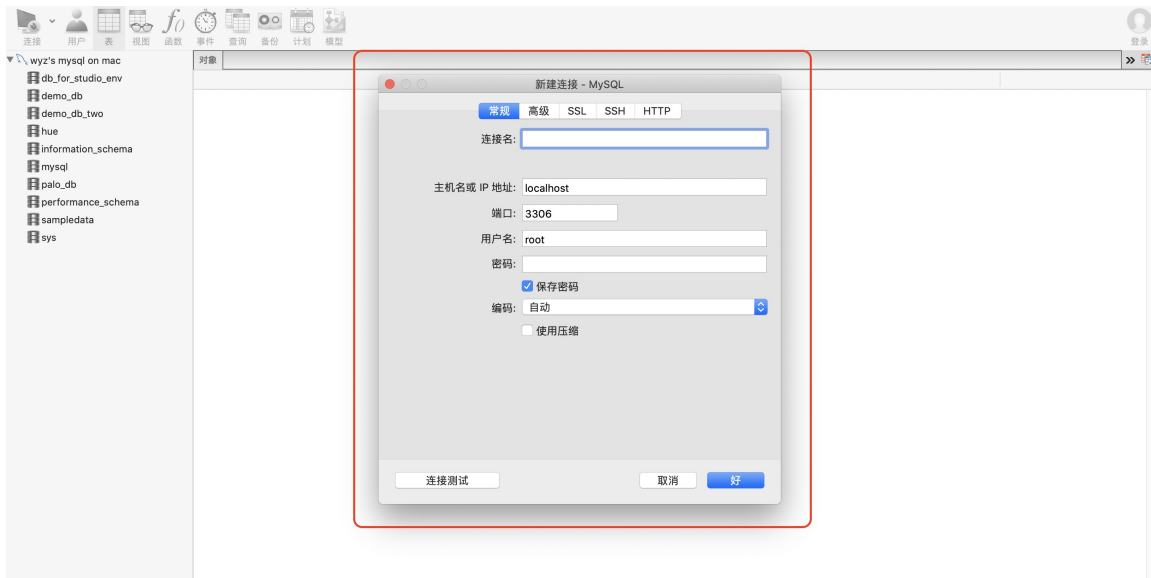 连接 用户 表 视图 函数 事件 查询 备份 计划 模型 登录
wyz's mysql on mac
db_for_studio_env
demo_db
demo_db_two
hue
information_schema
mysql
palo_db
performance_schema
sampledata
sys
对象
新建连接 - MySQL
常规 高级 SSL SSH HTTP
连接名:
主机名或 IP 地址: localhost
端口: 3306
用户名: root
密码:
保存密码
编码: 自动
使用压缩
连接测试 取消 好